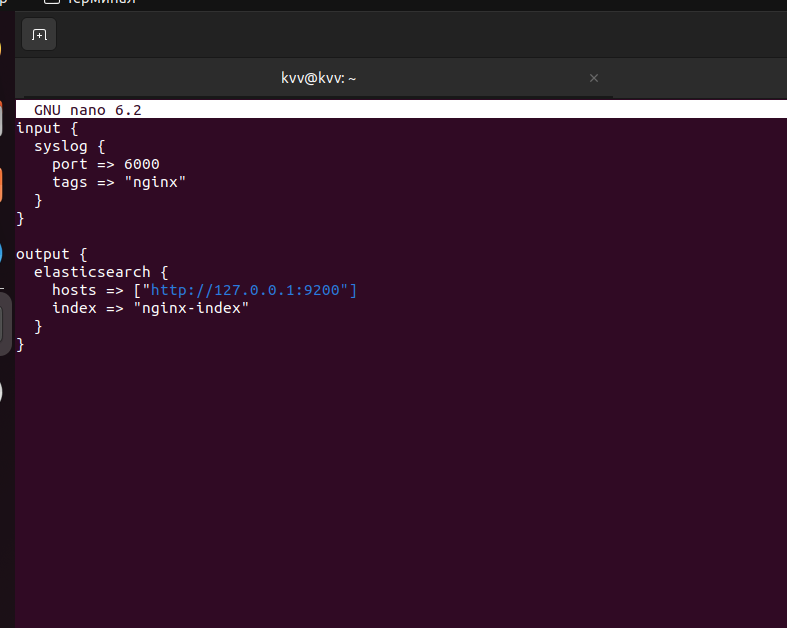 Терминал
kvv@kvv: ~
GNU nano 6.2
input {
  syslog {
    port => 6000
    tags => "nginx"
  }
}

output {
  elasticsearch {
    hosts => ["http://127.0.0.1:9200"]
    index => "nginx-index"
  }
}